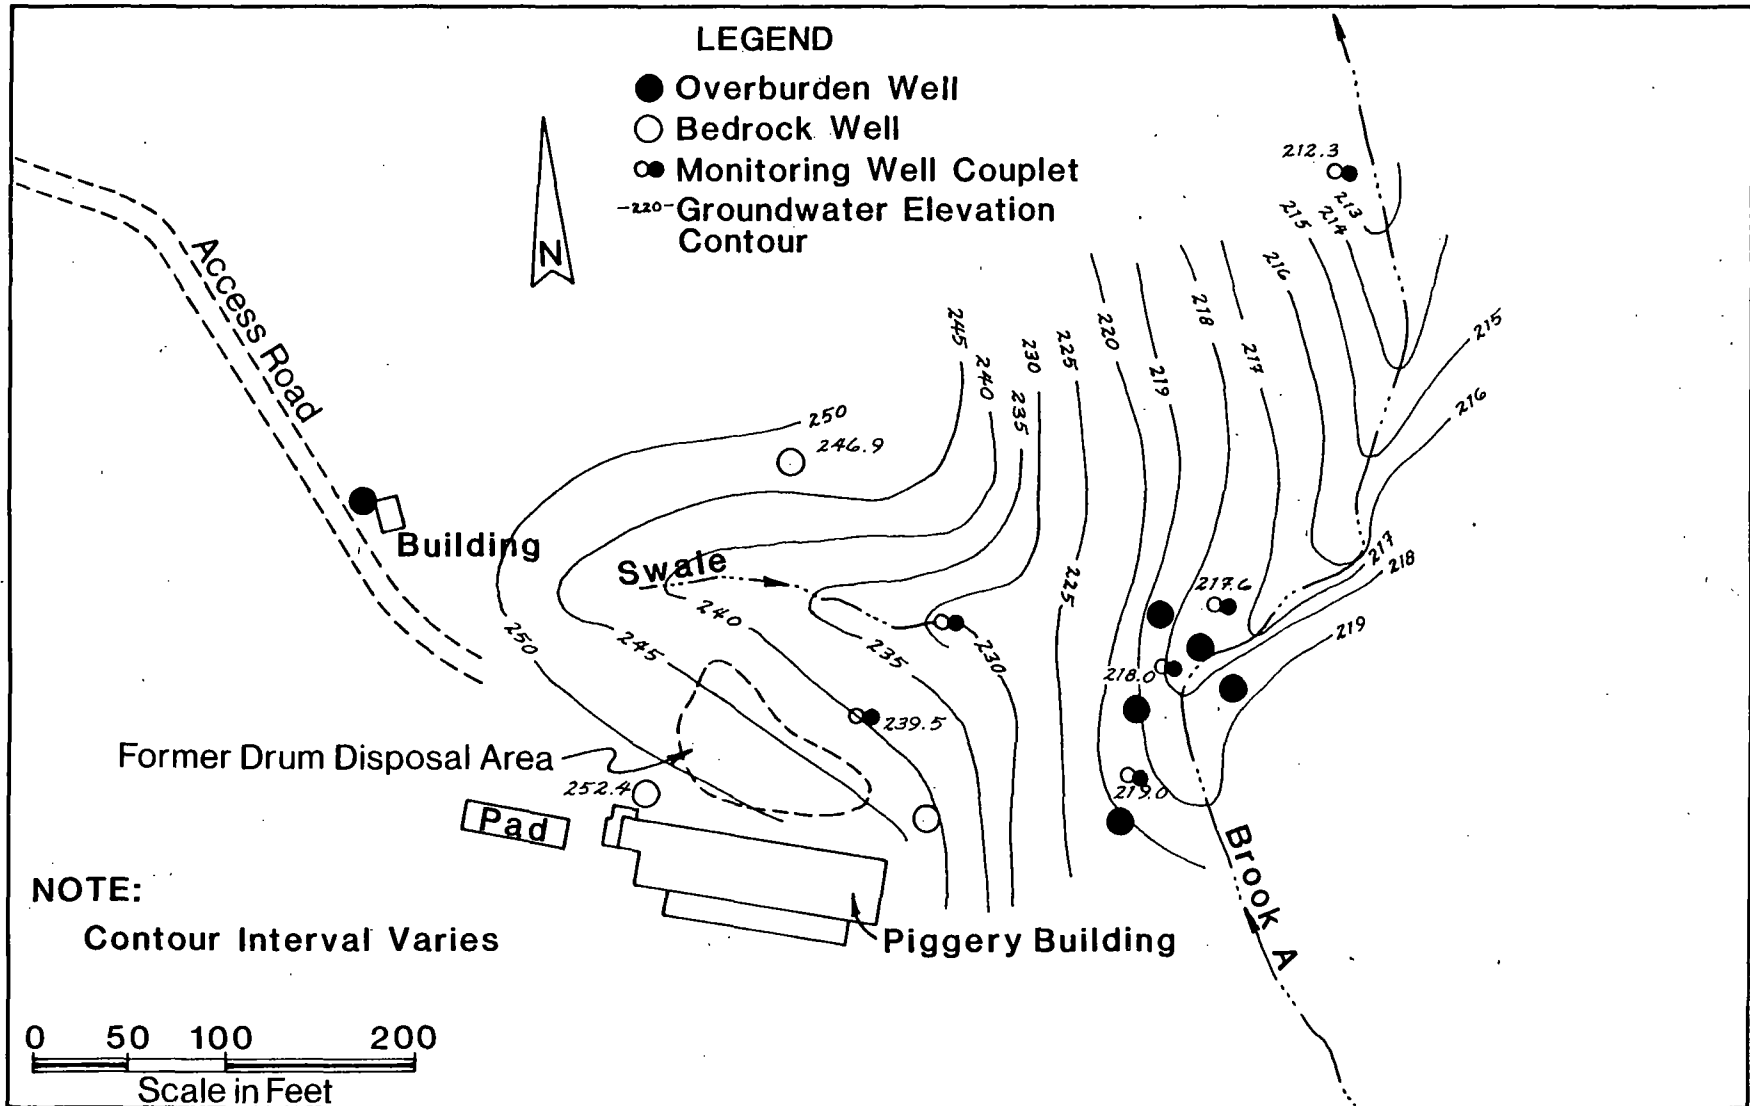 LEGEND
Overburden Well
Bedrock Well
Monitoring Well Couplet
-220- Groundwater Elevation
Contour
N
Access Road
Building
Swale
Former Drum Disposal Area
Pad
Piggery Building
Brook A
212.3
213
214
215
216
217
218
219
220
225
230
235
240
245
250
246.9
215
216
217
218
219
217.6
218.0
219.0
225
230
235
240
245
250
239.5
252.4
NOTE:
Contour Interval Varies
0 50 100 200
Scale in Feet